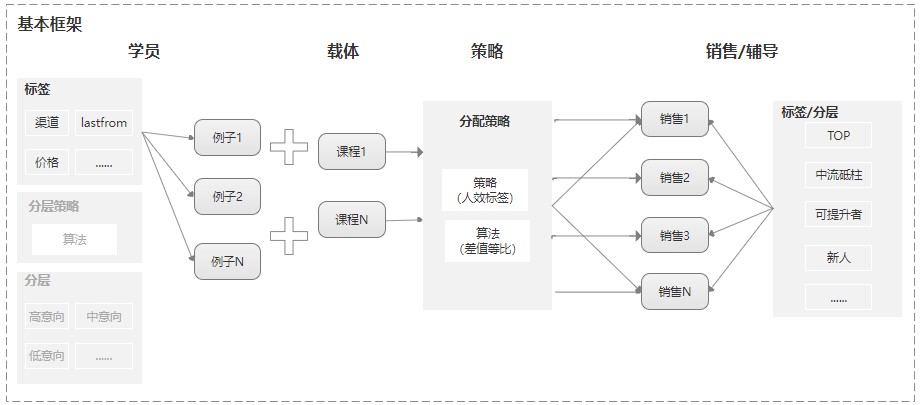 基本框架
学员
载体
策略
销售/辅导
标签
渠道
lastfrom
价格
......
分层策略
算法
分层
高意向
中意向
低意向
......
例子1
例子2
例子N
课程1
课程N
分配策略
策略
(人效标签)
算法
(差值等比)
销售1
销售2
销售3
销售N
标签/分层
TOP
中流砥柱
可提升者
新人
......